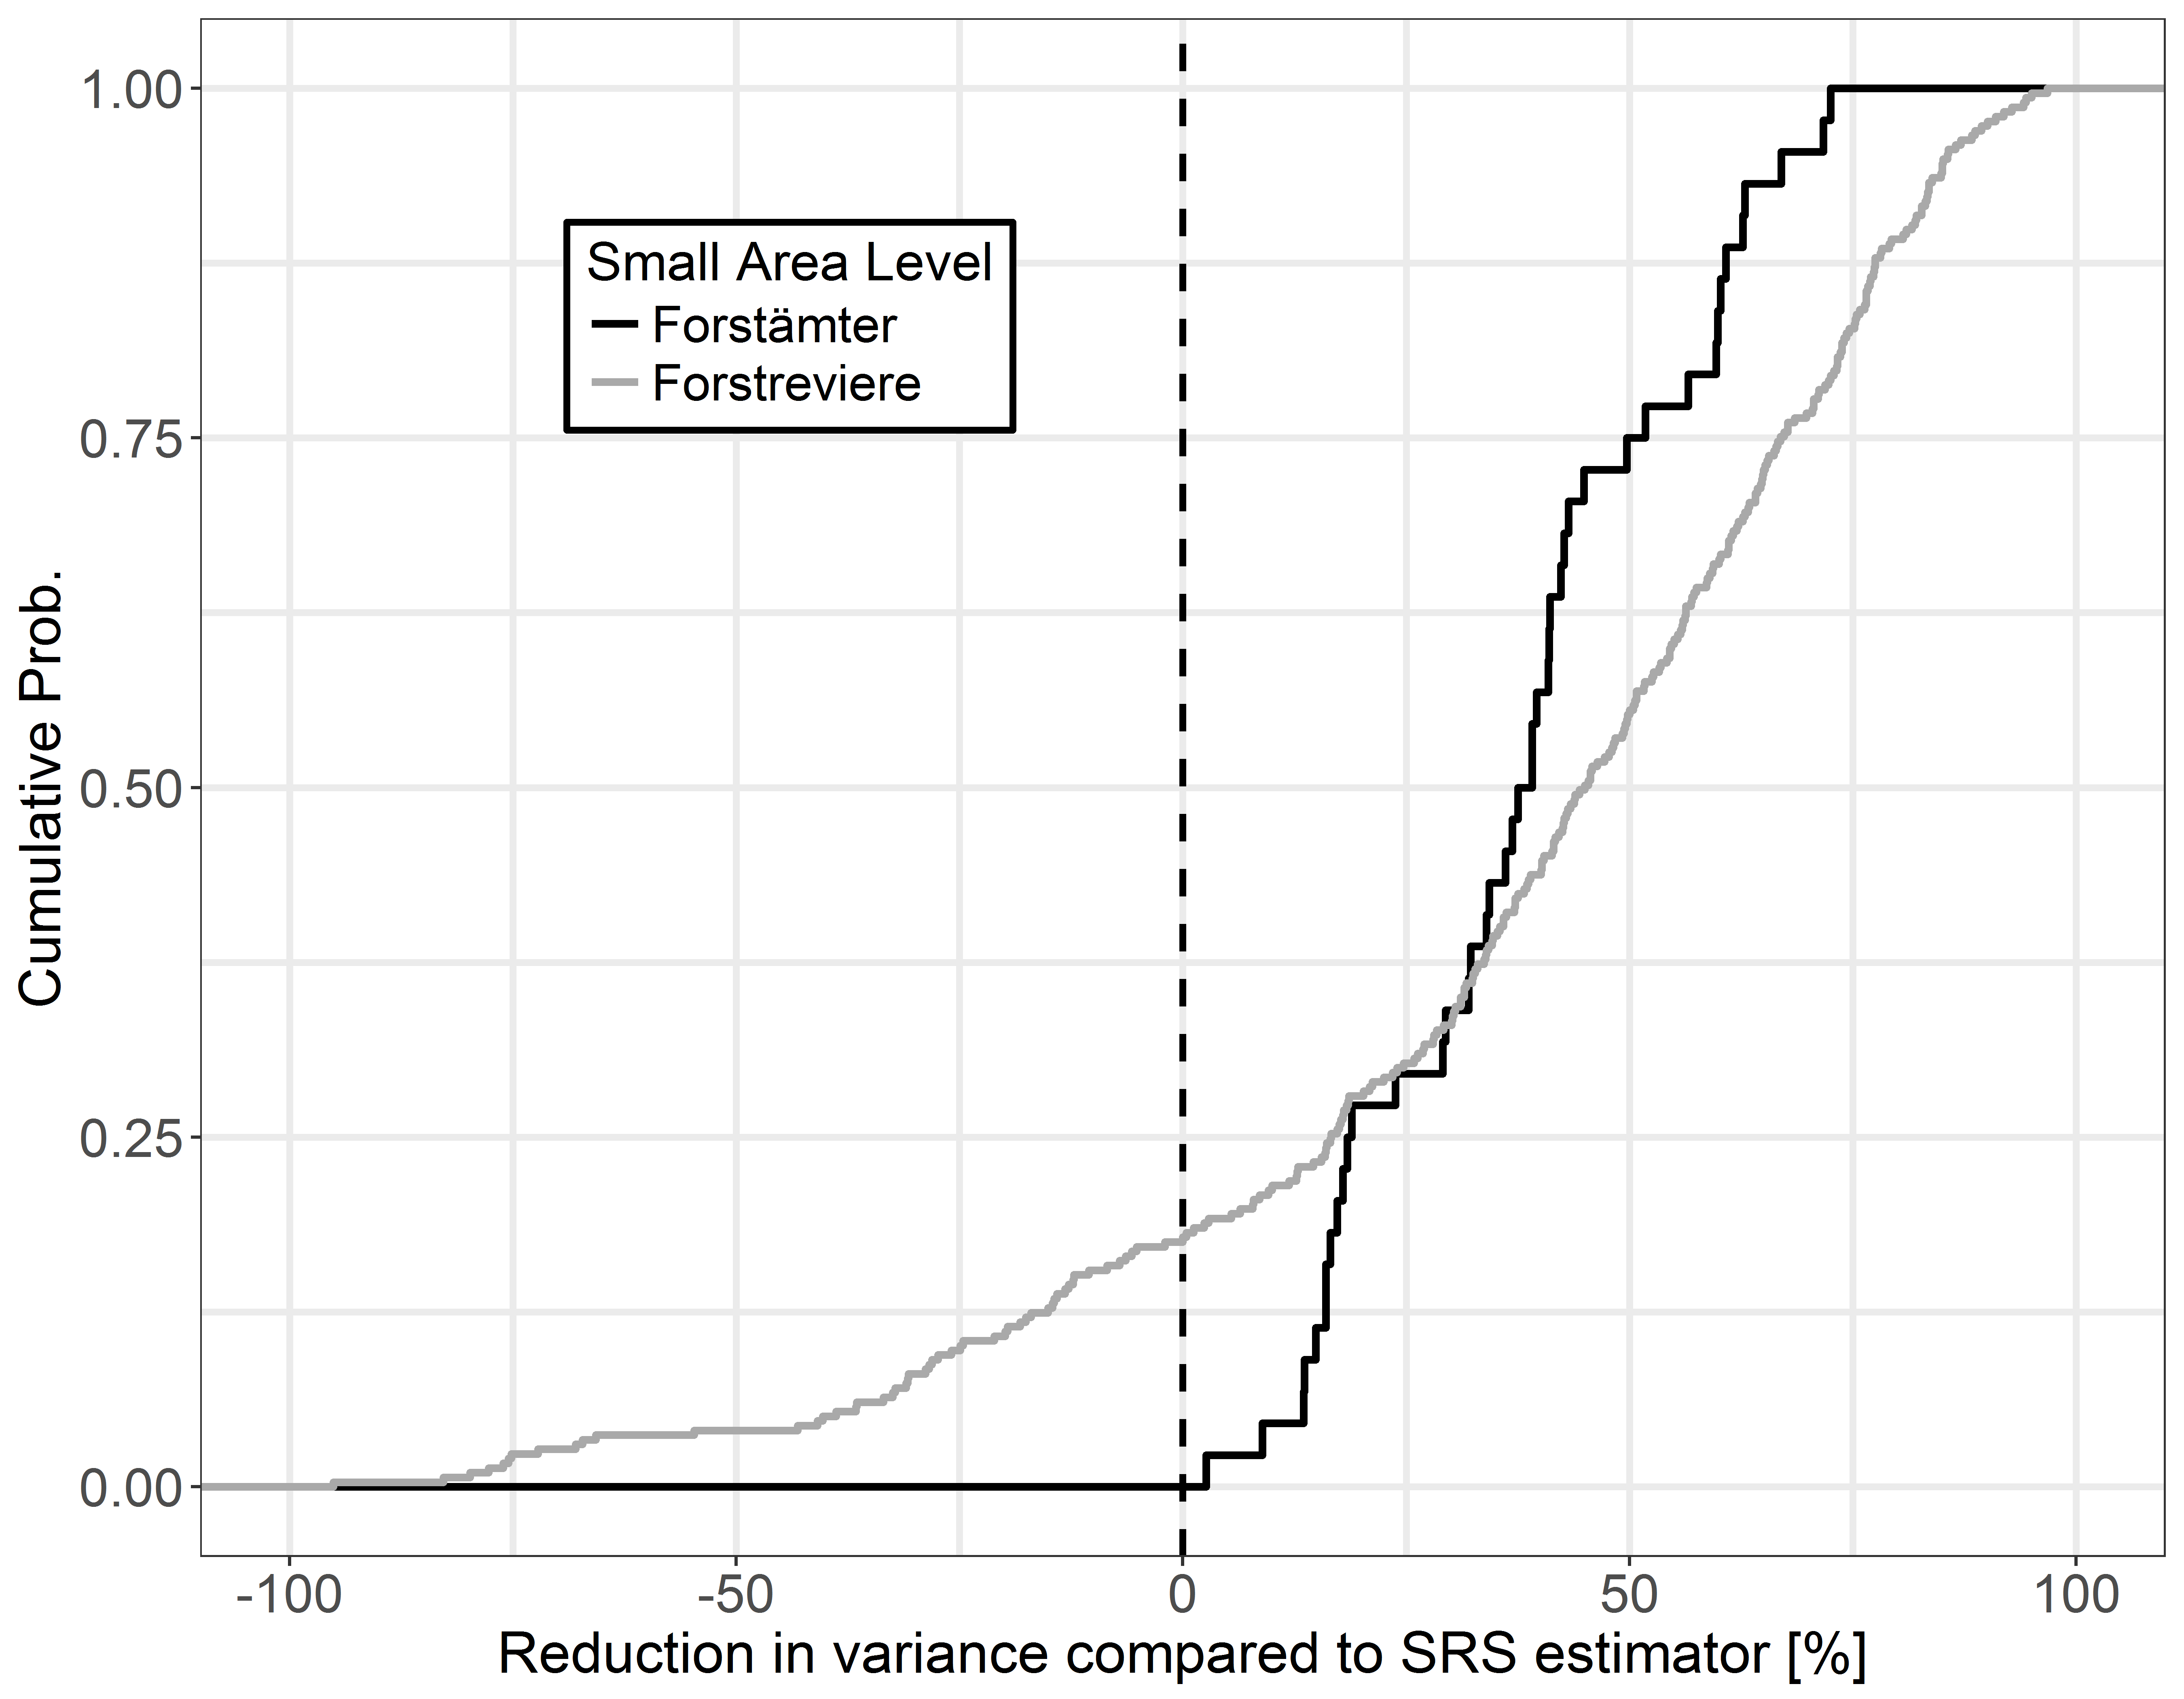 1.00
0.75
0.50
0.25
0.00
Cumulative Prob.
Small Area Level
Forstämter
Forstreviere
-100
-50
0
50
100
Reduction in variance compared to SRS estimator [%]